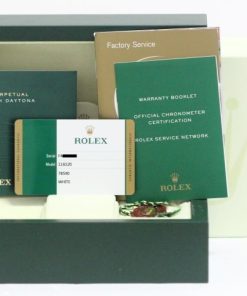 Factory Service
PERPETUAL
DAYTONA
WARRANTY BOOKLET
OFFICIAL CHRONOMETER
CERTIFICATION
ROLEX SERVICE NETWORK
ROLEX
Serial
Model 116520
78590
WHITE
ROLEX